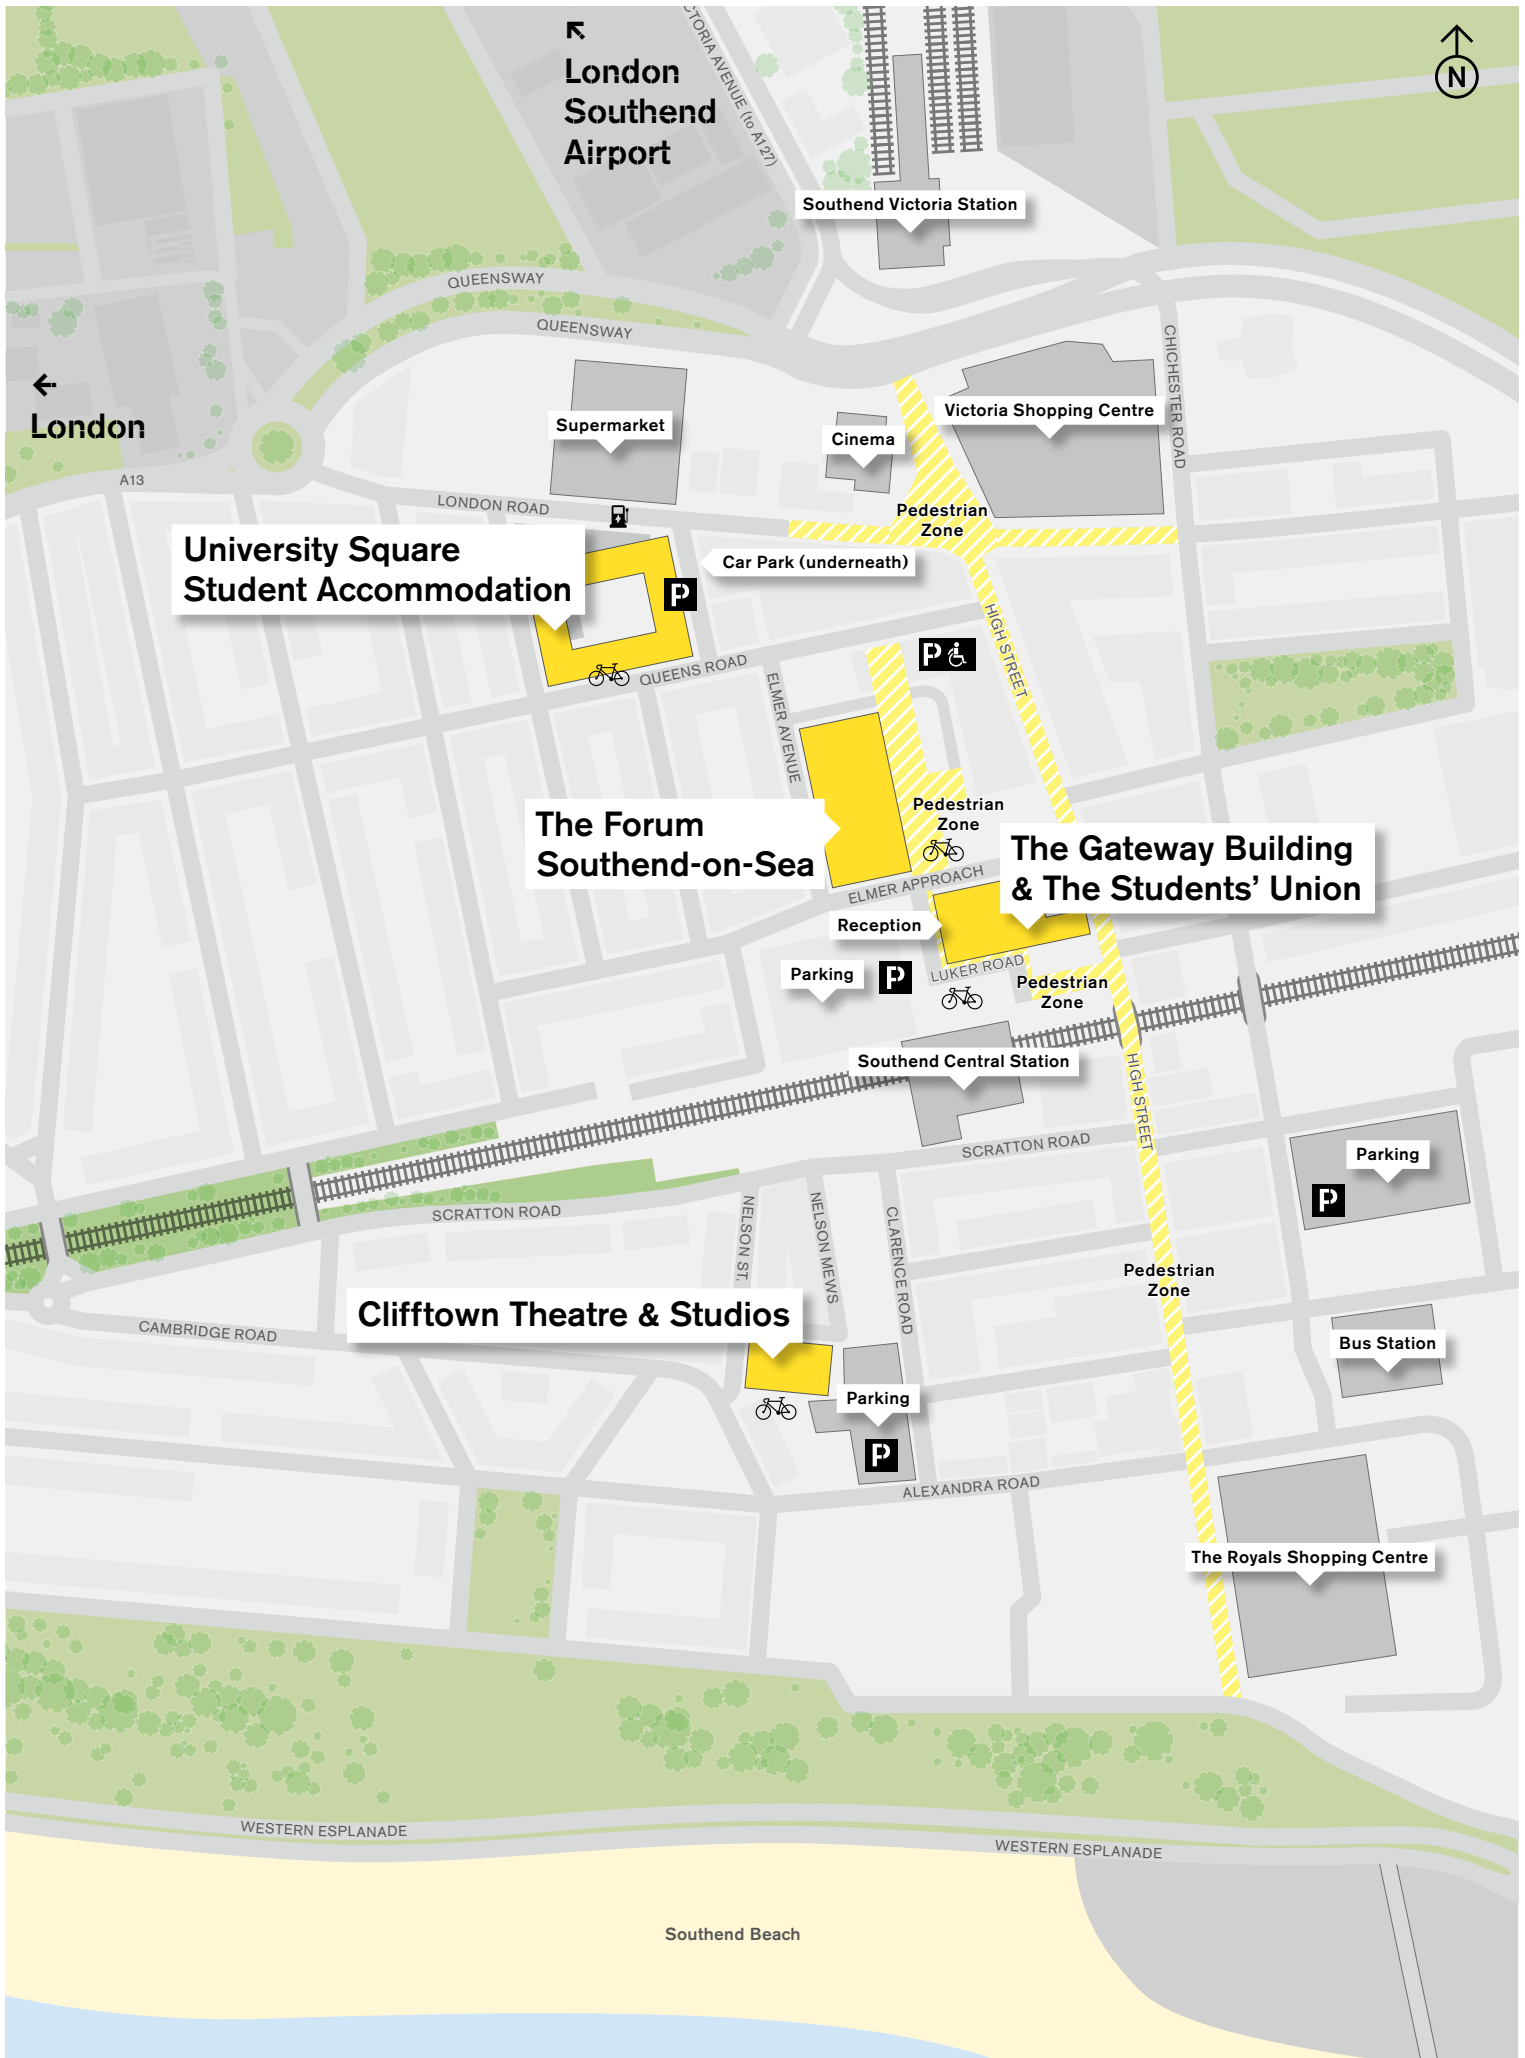 London
Southend
Airport
CTORIA AVENUE (to A127)
N
Southend Victoria Station
QUEENSWAY
QUEENSWAY
CHICHESTER ROAD
London
Supermarket
Cinema
Victoria Shopping Centre
A13
LONDON ROAD
Pedestrian
Zone
University Square
Student Accommodation
Car Park (underneath)
P
HIGH STREET
P
QUEENS ROAD
ELMER AVENUE
The Forum
Southend-on-Sea
Pedestrian
Zone
The Gateway Building
& The Students' Union
ELMER APPROACH
Reception
LUKER ROAD
Parking
P
Pedestrian
Zone
Southend Central Station
HIGH STREET
SCRATTON ROAD
Parking
P
SCRATTON ROAD
NELSON ST.
NELSON MEWS
CLARENCE ROAD
Pedestrian
Zone
Clifftown Theatre & Studios
CAMBRIDGE ROAD
Bus Station
Parking
P
ALEXANDRA ROAD
The Royals Shopping Centre
WESTERN ESPLANADE
WESTERN ESPLANADE
Southend Beach